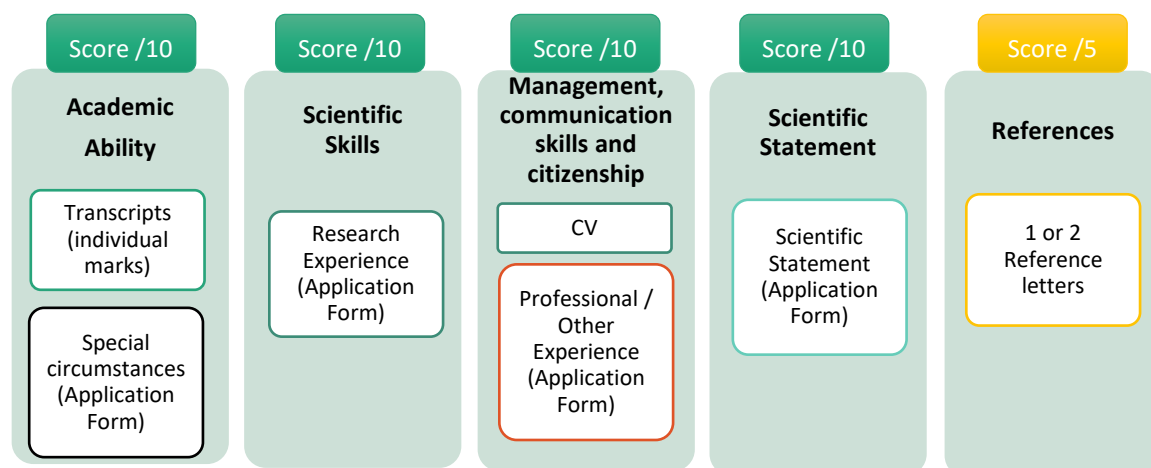 Score /10
Academic
Ability
Transcripts
(individual
marks)
Special
circumstances
(Application
Form)
Score /10
Scientific
Skills
Research
Experience
(Application
Form)
Score /10
Management,
communication
skills and
citizenship
CV
Professional /
Other
Experience
(Application
Form)
Score /10
Scientific
Statement
Scientific
Statement
(Application
Form)
Score /5
References
1 or 2
Reference
letters